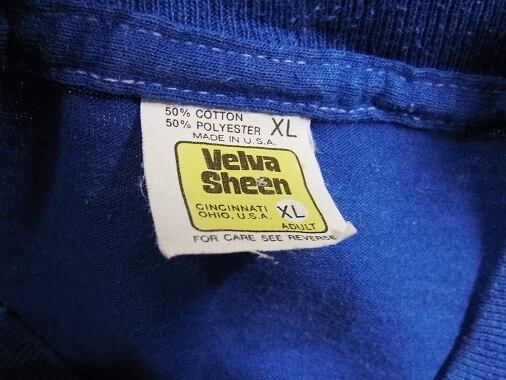 50% COTTON
50% POLYESTER XL
MADE IN U.S.A.
Velva
Sheen
CINCINNATI
OHIO, U.S.A. XL
ADULT
FOR CARE SEE REVERSE